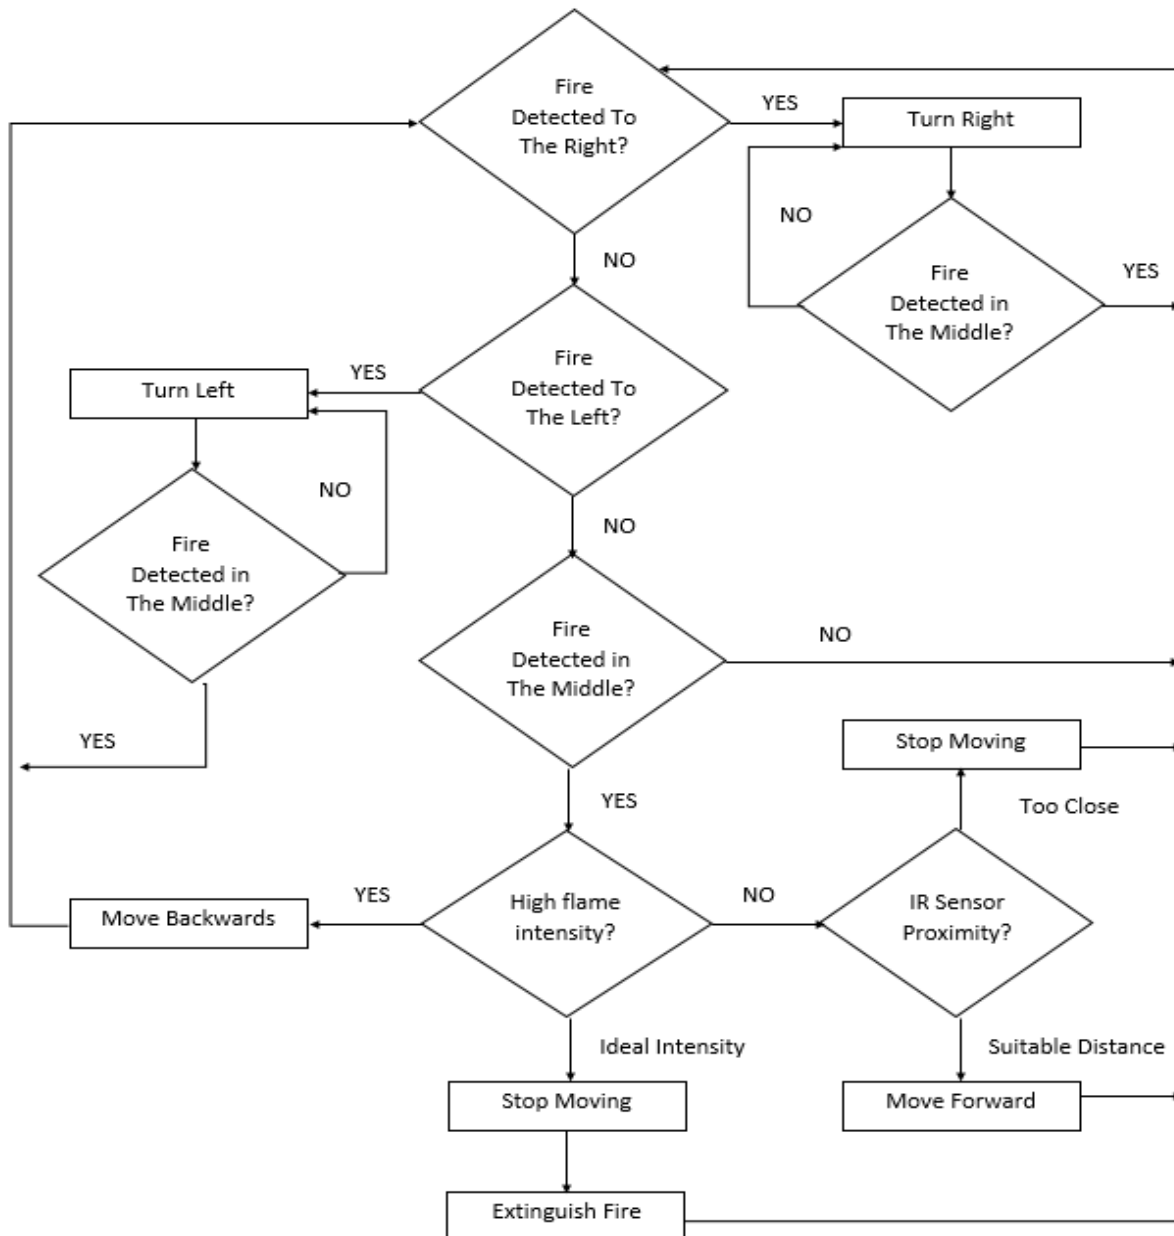 Fire
Detected To
The Right?
YES
Turn Right
NO
NO
Fire
Detected in
The Middle?
YES
Fire
Detected To
The Left?
YES
Turn Left
NO
NO
Fire
Detected in
The Middle?
YES
Fire
Detected in
The Middle?
NO
YES
Stop Moving
Too Close
High flame
intensity?
YES
Move Backwards
NO
IR Sensor
Proximity?
Ideal Intensity
Suitable Distance
Stop Moving
Move Forward
Extinguish Fire